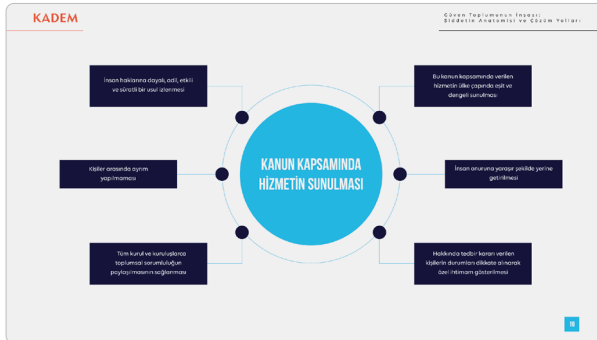 KADEM
Güven Toplumunun İnşası:
Şiddetin Anatomisi ve Çözüm Yolları
İnsan haklarına dayalı, adil, etkili
ve süratli bir usul izlenmesi
Bu kanun kapsamında verilen
hizmetin ülke çapında eşit ve
dengeli sunulması
Kişiler arasında ayrım
yapılmaması
KANUN KAPSAMINDA
HİZMETİN SUNULMASI
İnsan onuruna yaraşır şekilde yerine
getirilmesi
Tüm kurul ve kuruluşlarca
toplumsal sorumluluğun
paylaşılmasının sağlanması
Hakkında tedbir kararı verilen
kişilerin durumları dikkate alınarak
özel ihtimam gösterilmesi